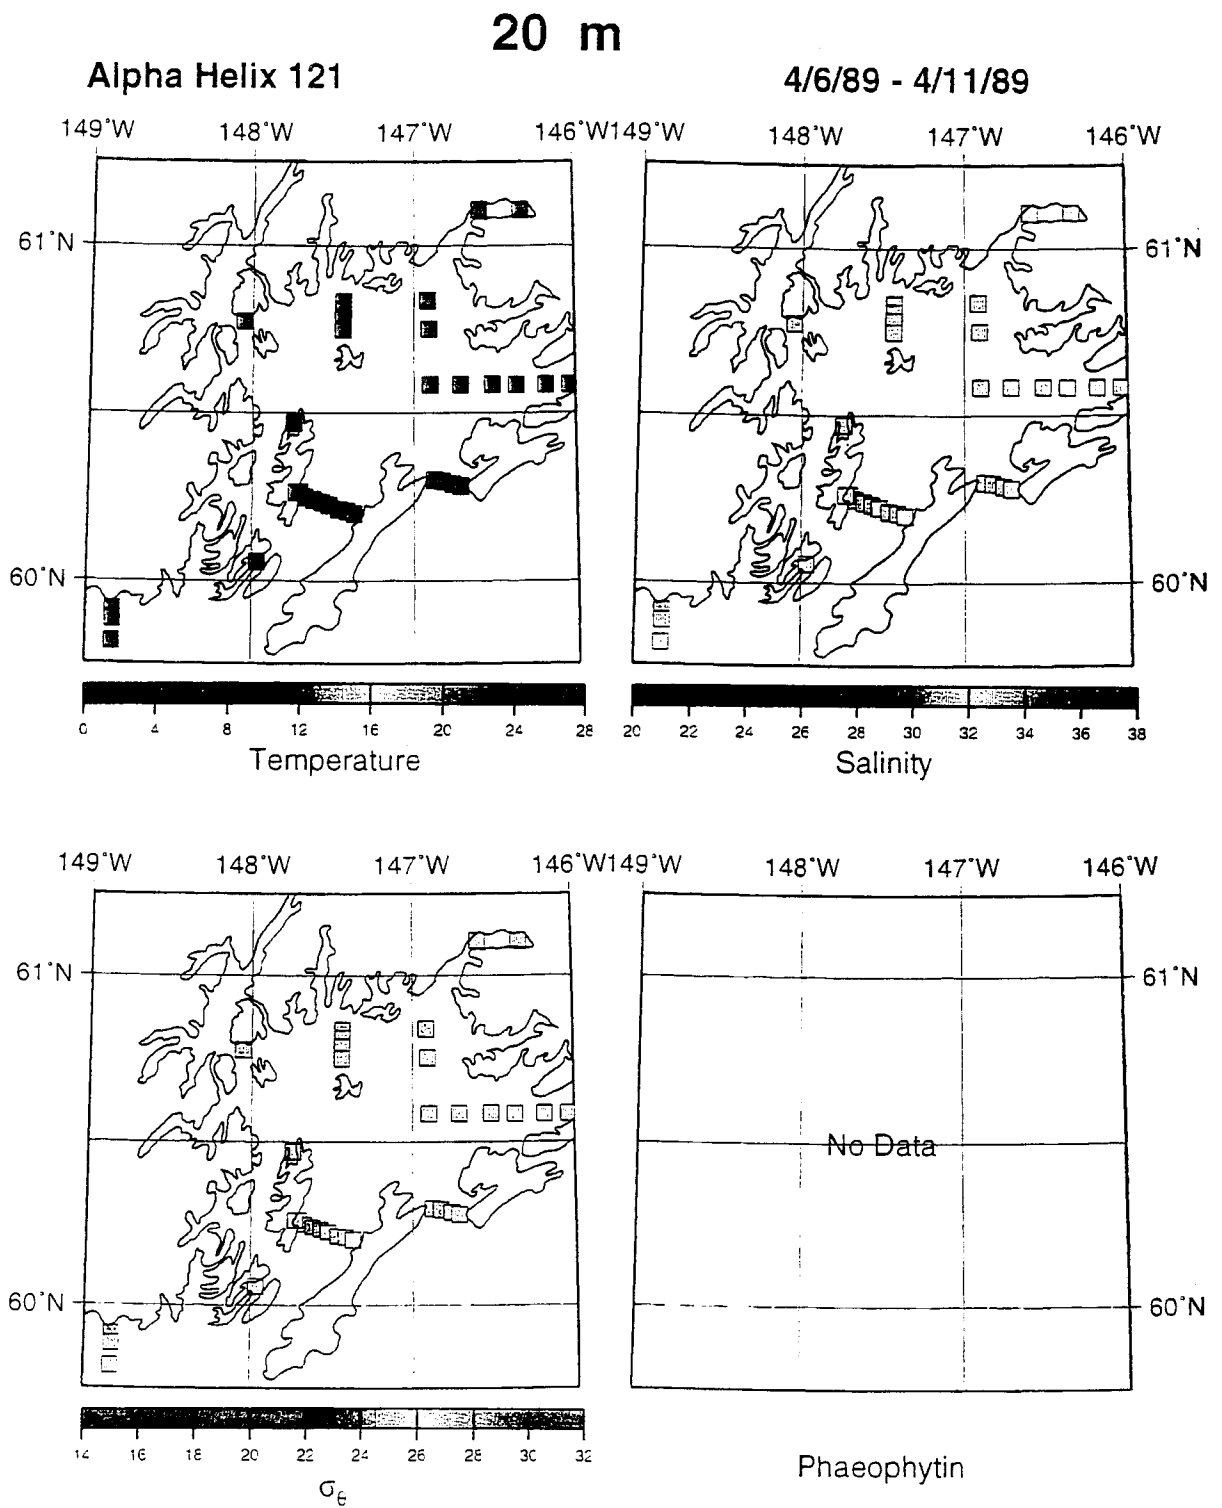 20 m
Alpha Helix 121
4/6/89 - 4/11/89
149°W 148°W 147°W 146°W 149°W 148°W 147°W 146°W
61°N 61°N
60°N 60°N
0 4 8 12 16 20 24 28 20 22 24 26 28 30 32 34 36 38
Temperature Salinity
149°W 148°W 147°W 146°W 149°W 148°W 147°W 146°W
61°N 61°N
No Data
60°N 60°N
14 16 18 20 22 24 26 28 30 32
σθ
Phaeophytin